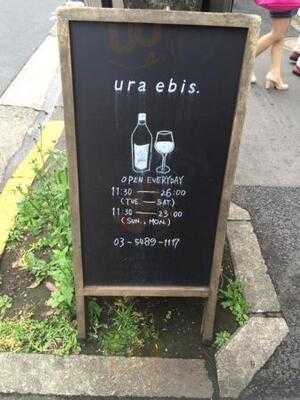 ura ebis.
OPEN EVERYDAY
11:30 — 26:00
(TUE. — SAT.)
11:30 — 23:00
(SUN., MON.)
03-5489-1117